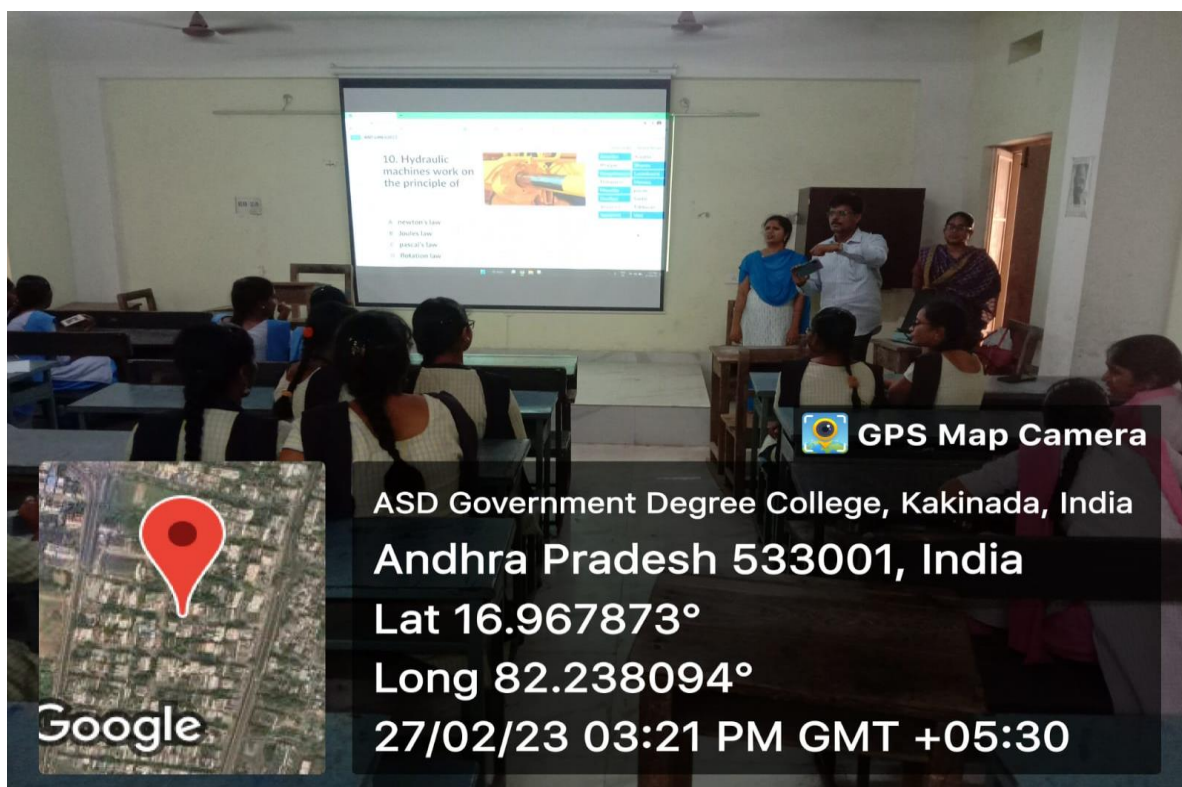 10. Hydraulic
machines work on
the principle of
newton's law
Joules law
pascal's law
Rotation law
GPS Map Camera
ASD Government Degree College, Kakinada, India
Andhra Pradesh 533001, India
Lat 16.967873°
Long 82.238094°
27/02/23 03:21 PM GMT +05:30
Google